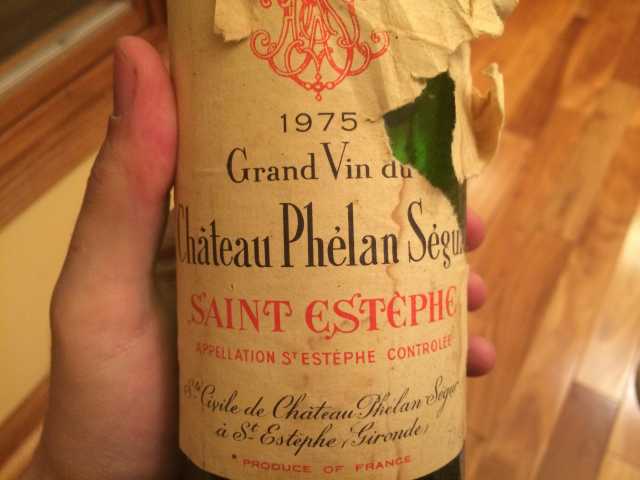 1975
Grand Vin du
Château Phélan Ségu
SAINT ESTÈPHE
APPELLATION ST ESTÈPHE CONTROLÉE
Sté Civile de Château Phélan Ségur
à St Estèphe (Gironde)
PRODUCE OF FRANCE